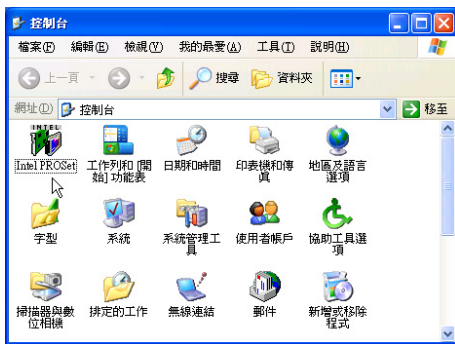 控制台
檔案(F) 編輯(E) 檢視(V) 我的最愛(A) 工具(T) 說明(H)
上一頁 搜尋 資料夾
網址(D) 控制台 移至
INTEL
Intel PROSet 工作列和 [開始] 功能表 日期和時間 印表機和傳真 地區及語言選項
字型 系統 系統管理工具 使用者帳戶 協助工具選項
掃描器與數位相機 排定的工作 無線連結 郵件 新增或移除程式